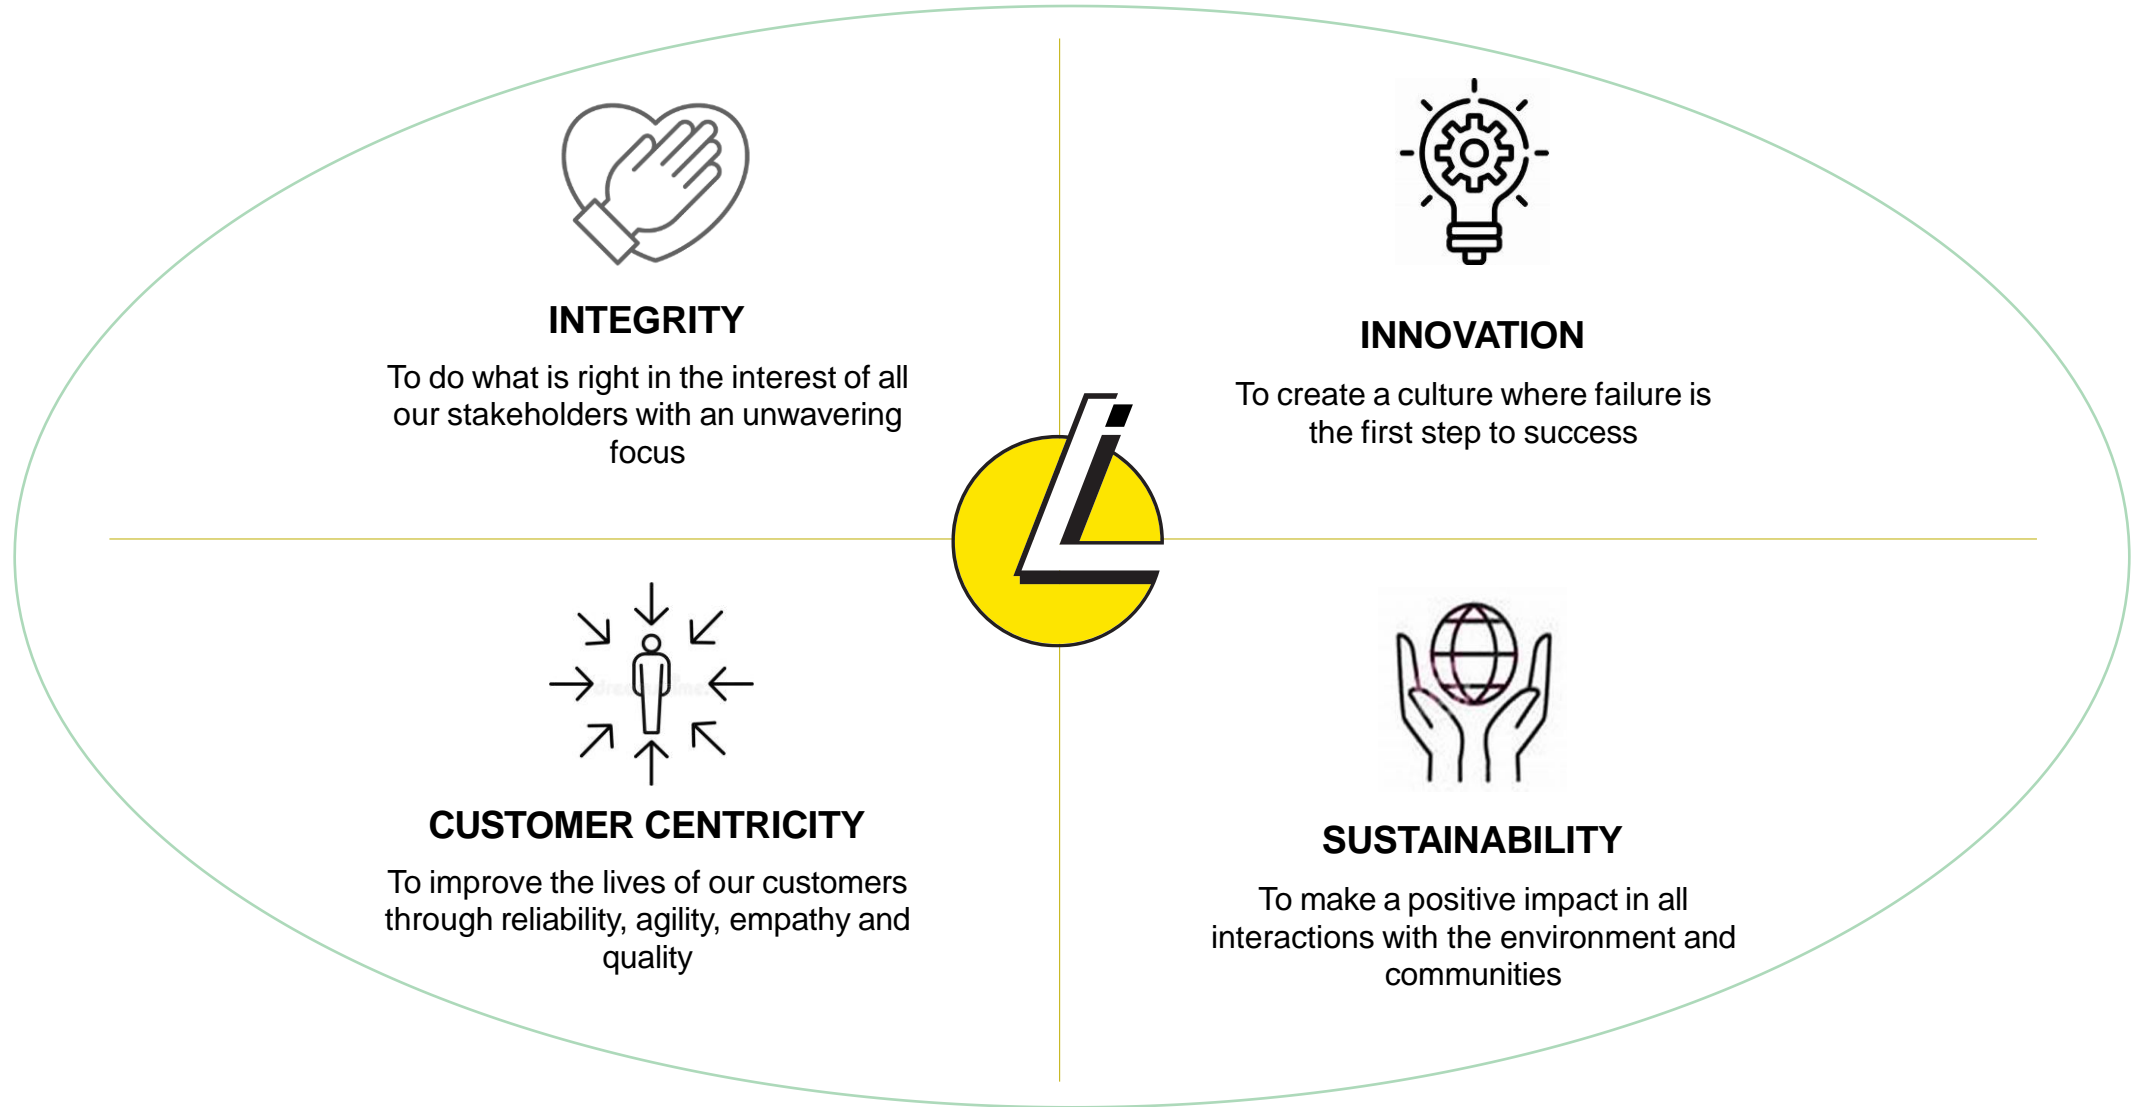 INTEGRITY
To do what is right in the interest of all
our stakeholders with an unwavering
focus
INNOVATION
To create a culture where failure is
the first step to success
CUSTOMER CENTRICITY
To improve the lives of our customers
through reliability, agility, empathy and
quality
SUSTAINABILITY
To make a positive impact in all
interactions with the environment and
communities